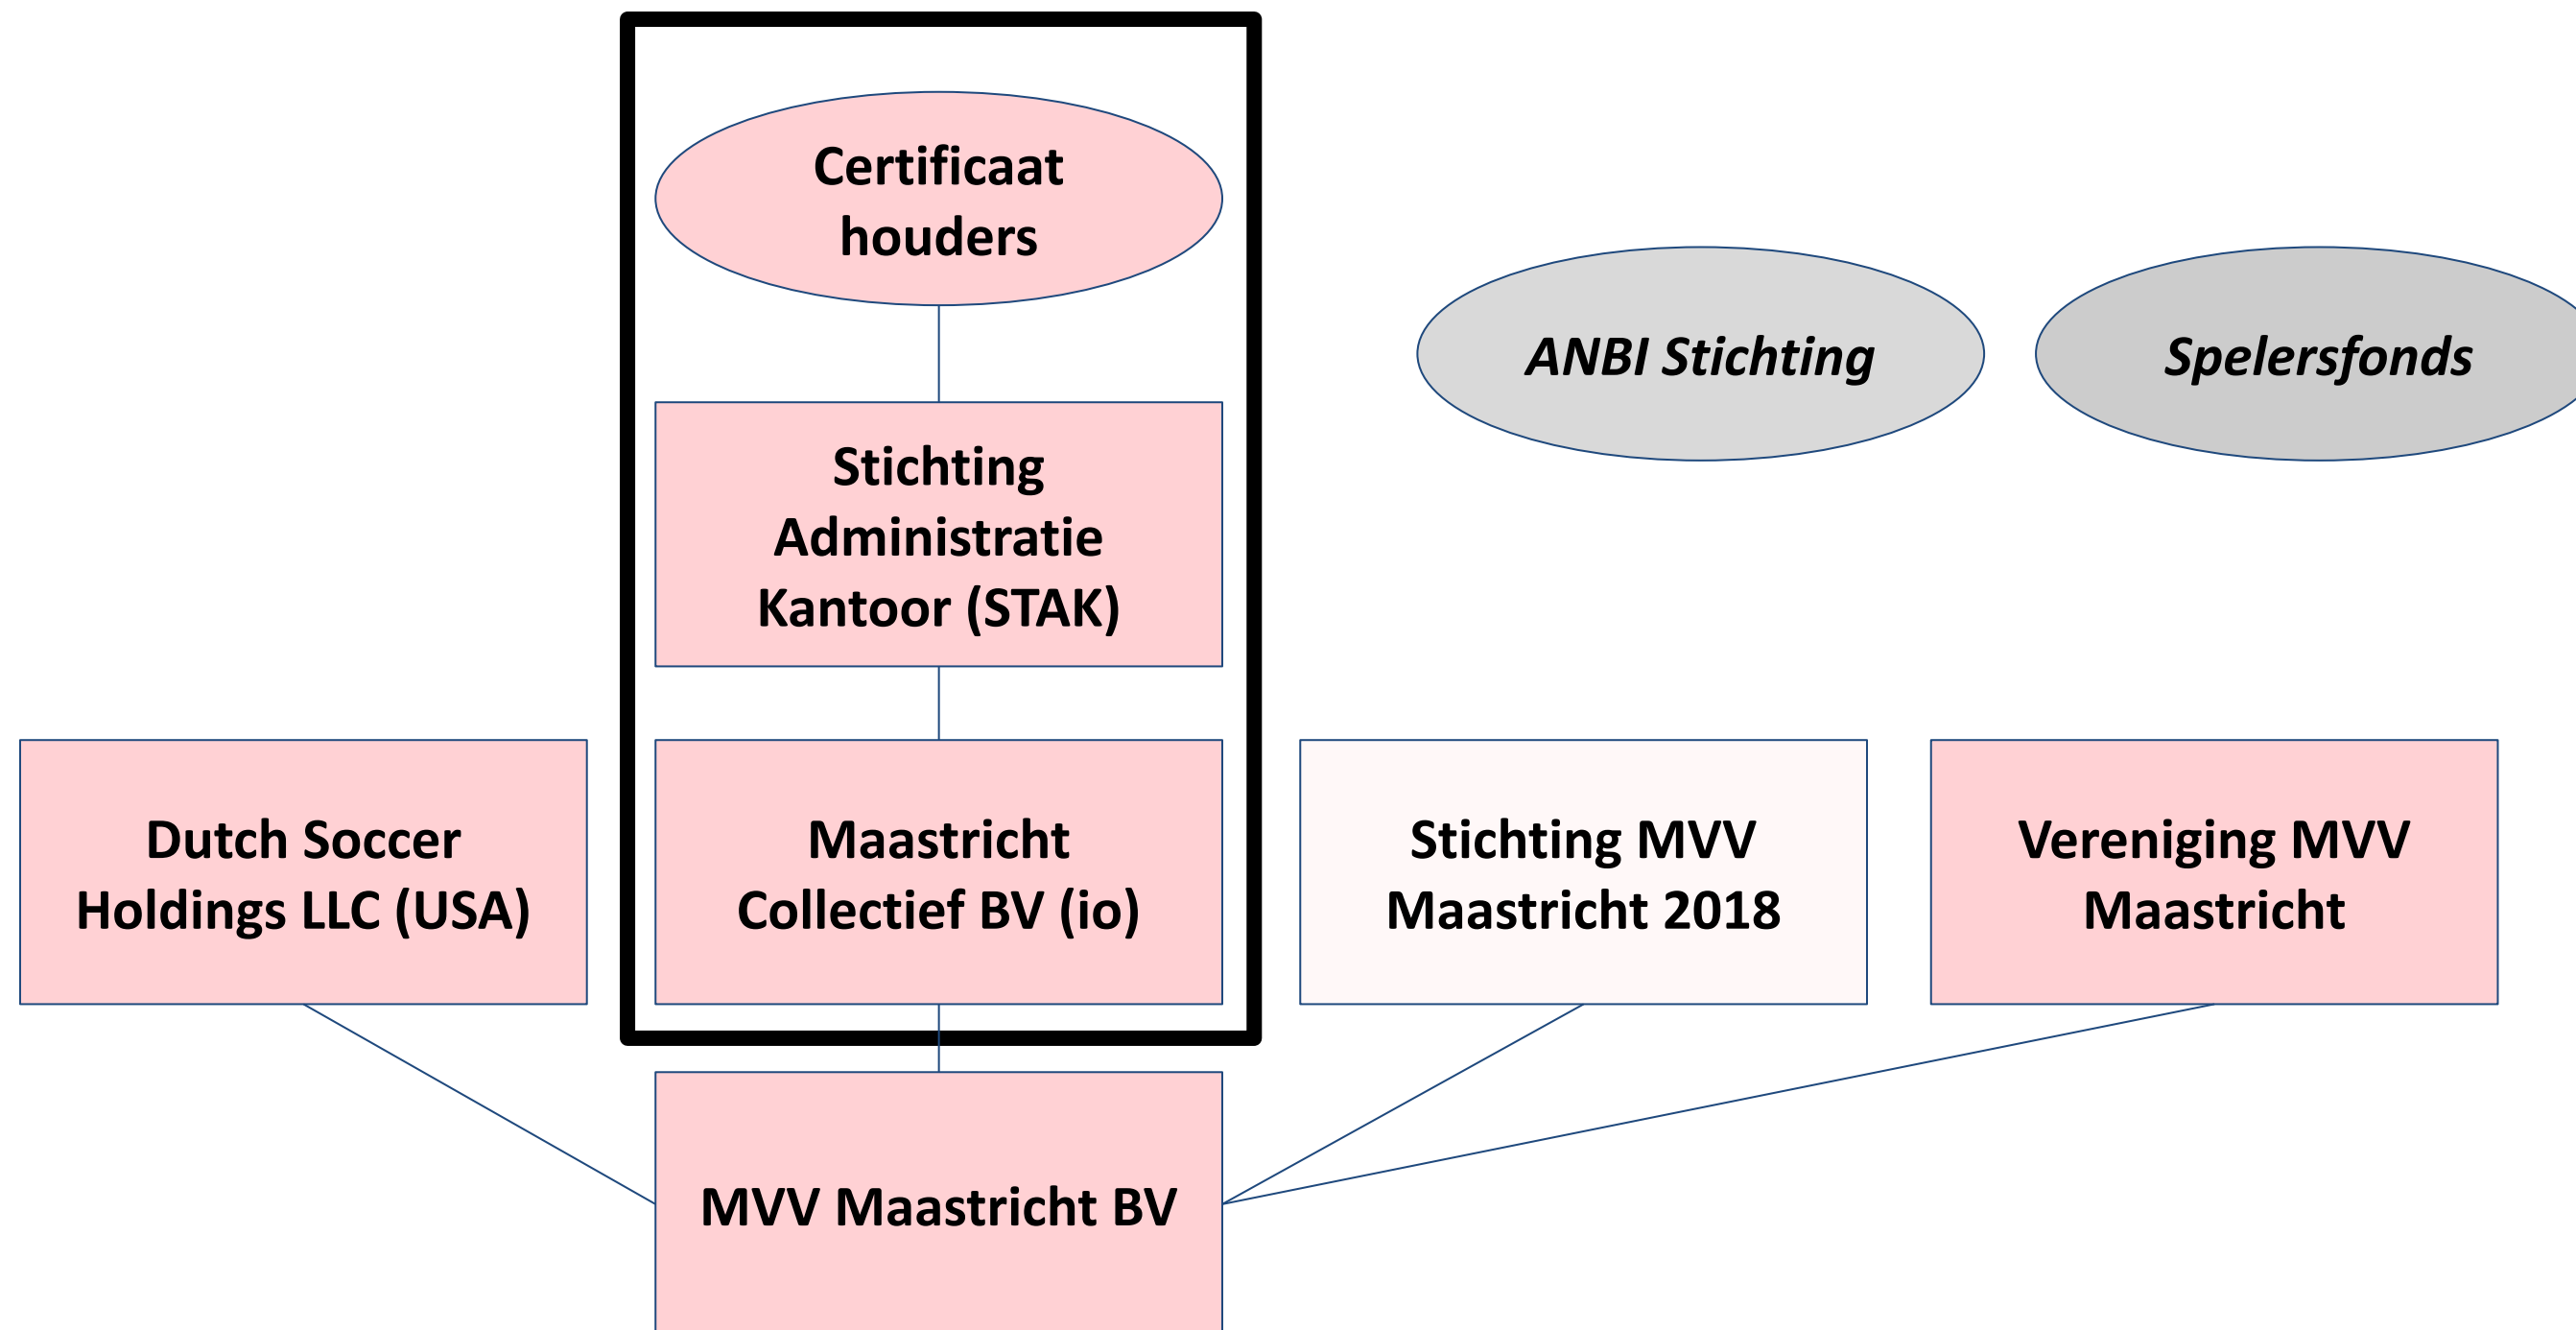 Certificaat
houders
ANBI Stichting
Spelersfonds
Stichting
Administratie
Kantoor (STAK)
Dutch Soccer
Holdings LLC (USA)
Maastricht
Collectief BV (io)
Stichting MVV
Maastricht 2018
Vereniging MVV
Maastricht
MVV Maastricht BV